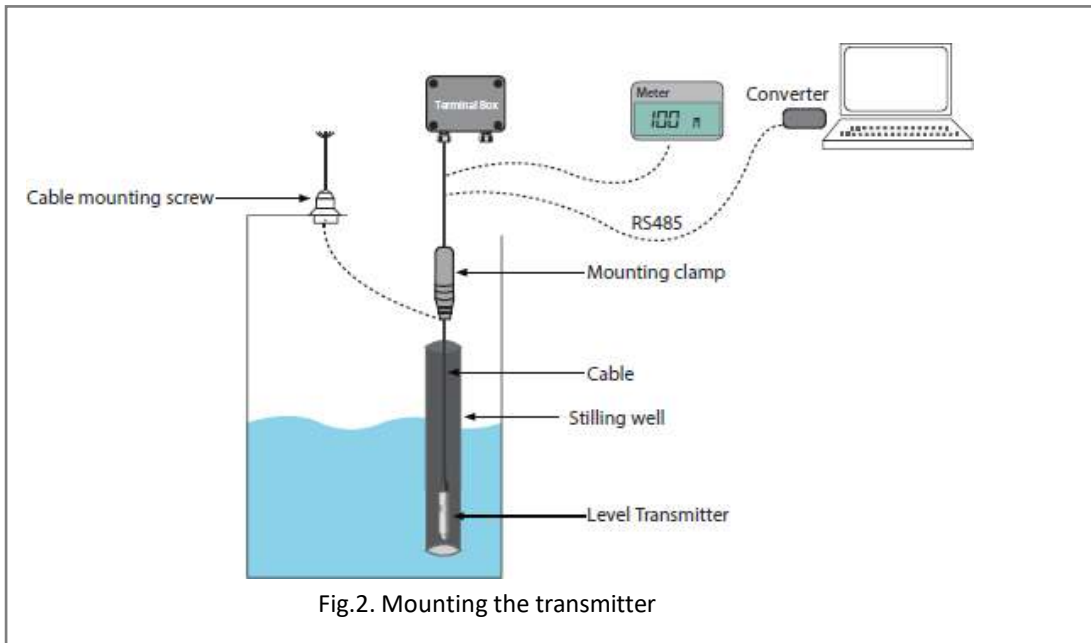 Terminal Box
Meter
100 m
Converter
Cable mounting screw
RS485
Mounting clamp
Cable
Stilling well
Level Transmitter
Fig.2. Mounting the transmitter